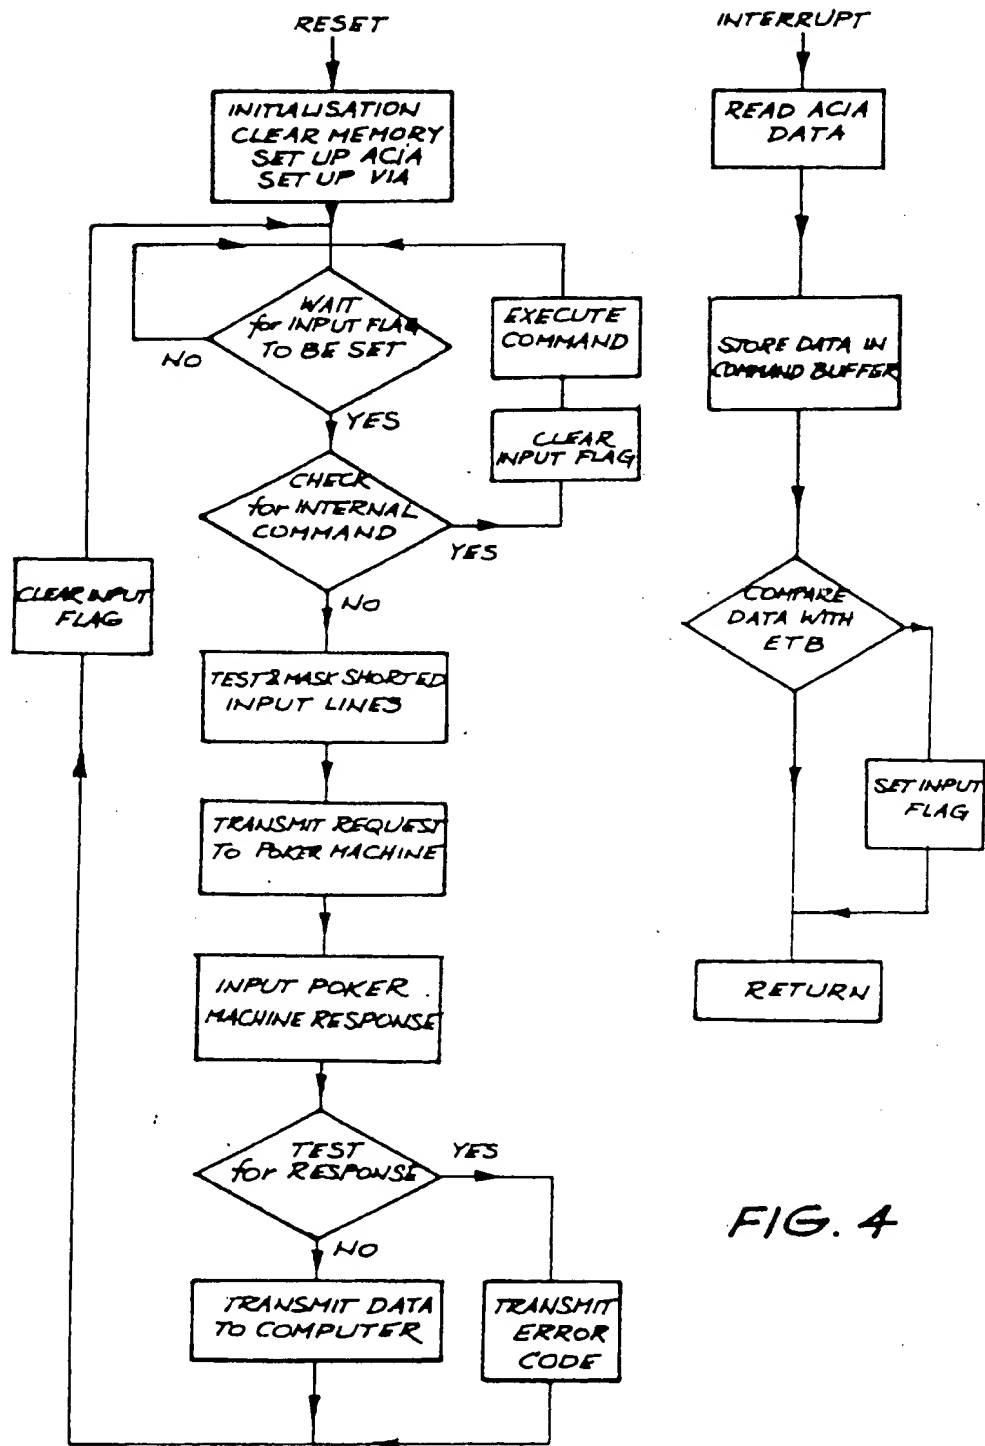 RESET
INITIALISATION
CLEAR MEMORY
SET UP ACIA
SET UP VIA
WAIT
for INPUT FLAG
TO BE SET
NO
YES
EXECUTE
COMMAND
CLEAR
INPUT FLAG
CHECK
for INTERNAL
COMMAND
YES
NO
CLEAR INPUT
FLAG
TEST & MASK SHORTED
INPUT LINES
TRANSMIT REQUEST
TO POKER MACHINE
INPUT POKER
MACHINE RESPONSE
TEST
for RESPONSE
YES
NO
TRANSMIT DATA
TO COMPUTER
TRANSMIT
ERROR
CODE
INTERRUPT
READ ACIA
DATA
STORE DATA IN
COMMAND BUFFER
COMPARE
DATA WITH
ETB
SET INPUT
FLAG
RETURN
FIG. 4